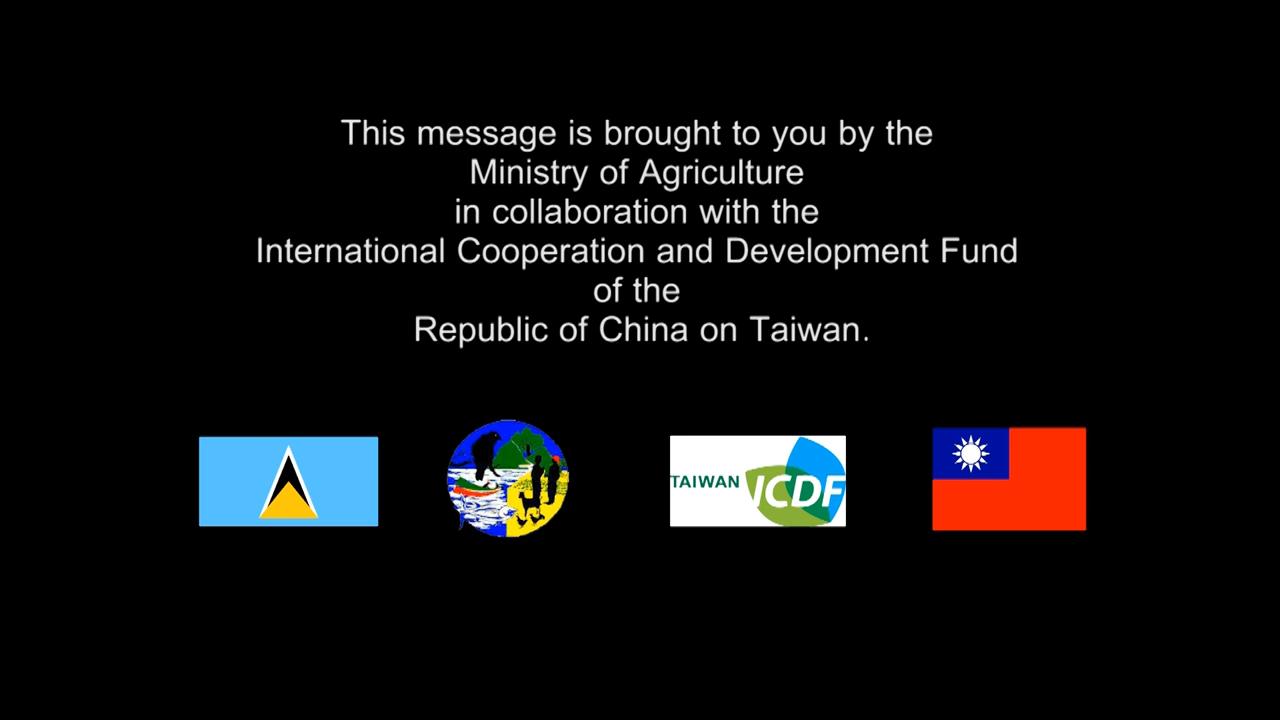 This message is brought to you by the
Ministry of Agriculture
in collaboration with the
International Cooperation and Development Fund
of the
Republic of China on Taiwan.
TAIWAN ICDF